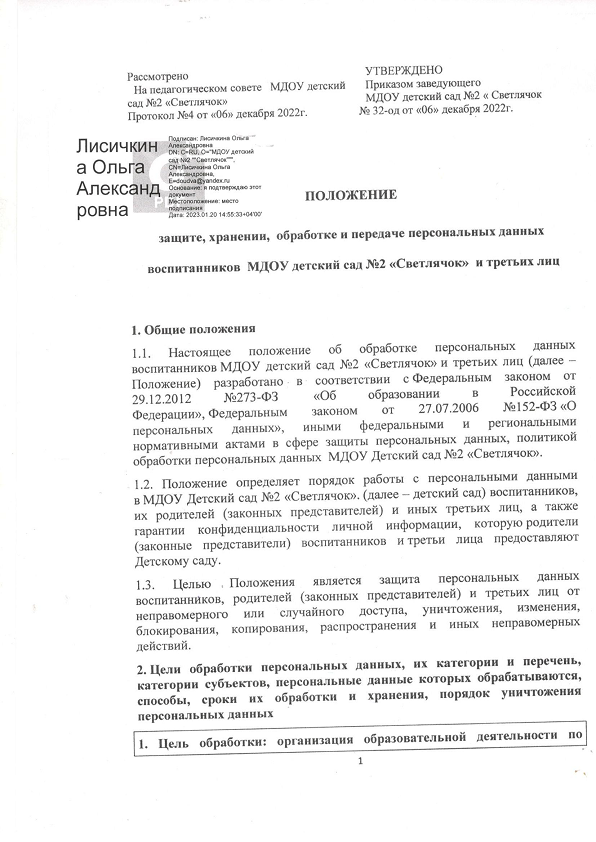 Рассмотрено
На педагогическом совете МДОУ детский
сад №2 «Светлячок»
Протокол №4 от «06» декабря 2022г.
УТВЕРЖДЕНО
Приказом заведующего
МДОУ детский сад №2 « Светлячок
№ 32-од от «06» декабря 2022г.
Лисичкин
а Ольга
Александ
ровна
Подписан: Лисичкина Ольга
Александровна
DN: C=RU, O="МДОУ детский
сад №2 ""Светлячок""",
CN=Лисичкина Ольга
Александровна,
E=doudva@yandex.ru
Основание: я подтверждаю этот
документ
Местоположение: место
подписания
Дата: 2023.01.20 14:55:33+04'00'
ПОЛОЖЕНИЕ
защите, хранении, обработке и передаче персональных данных
воспитанников МДОУ детский сад №2 «Светлячок» и третьих лиц
1. Общие положения
1.1. Настоящее положение об обработке персональных данных
воспитанников МДОУ детский сад №2 «Светлячок» и третьих лиц (далее –
Положение) разработано в соответствии с Федеральным законом от
29.12.2012 №273-ФЗ «Об образовании в Российской
Федерации», Федеральным законом от 27.07.2006 №152-ФЗ «О
персональных данных», иными федеральными и региональными
нормативными актами в сфере защиты персональных данных, политикой
обработки персональных данных МДОУ Детский сад №2 «Светлячок».
1.2. Положение определяет порядок работы с персональными данными
в МДОУ Детский сад №2 «Светлячок». (далее – детский сад) воспитанников,
их родителей (законных представителей) и иных третьих лиц, а также
гарантии конфиденциальности личной информации, которую родители
(законные представители) воспитанников и третьи лица предоставляют
Детскому саду.
1.3. Целью Положения является защита персональных данных
воспитанников, родителей (законных представителей) и третьих лиц от
неправомерного или случайного доступа, уничтожения, изменения,
блокирования, копирования, распространения и иных неправомерных
действий.
2. Цели обработки персональных данных, их категории и перечень,
категории субъектов, персональные данные которых обрабатываются,
способы, сроки их обработки и хранения, порядок уничтожения
персональных данных
1. Цель обработки: организация образовательной деятельности по
1